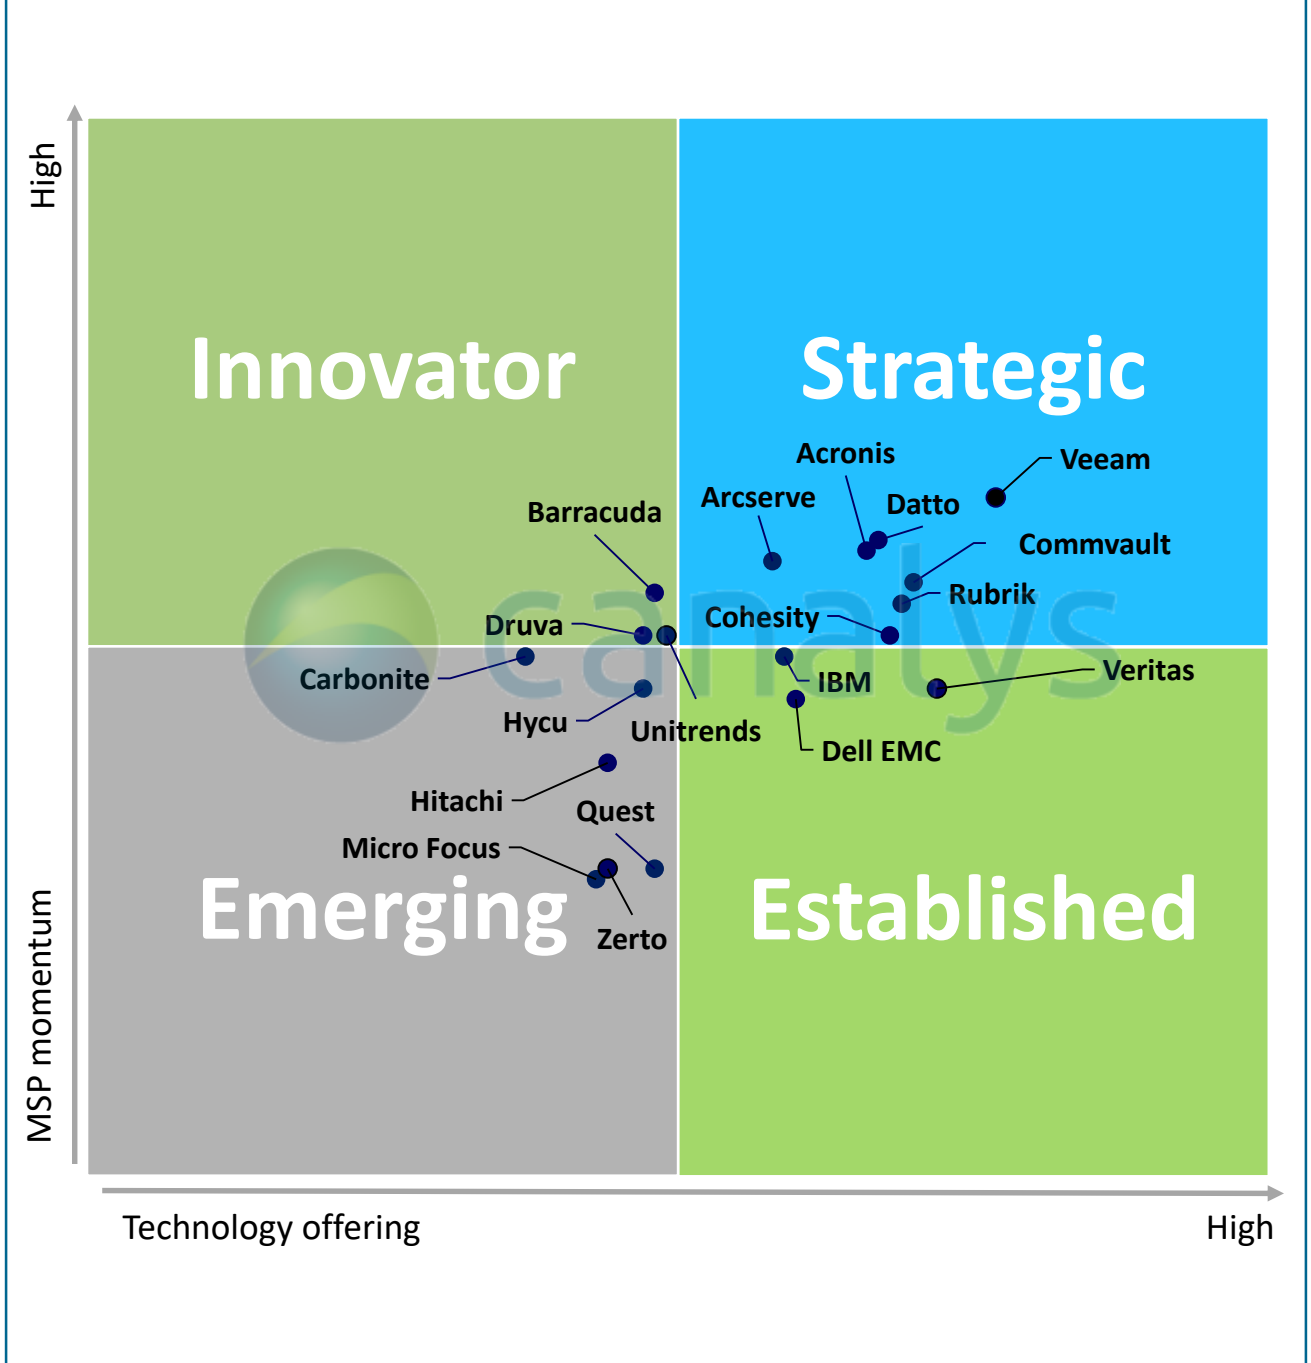 High
Innovator
Strategic
Acronis
Veeam
Arcserve
Datto
Barracuda
Commvault
Rubrik
Cohesity
Druva
canalys
Carbonite
IBM
Veritas
Hycu
Unitrends
Dell EMC
Hitachi
Quest
Micro Focus
Emerging
Established
Zerto
MSP momentum
Technology offering
High